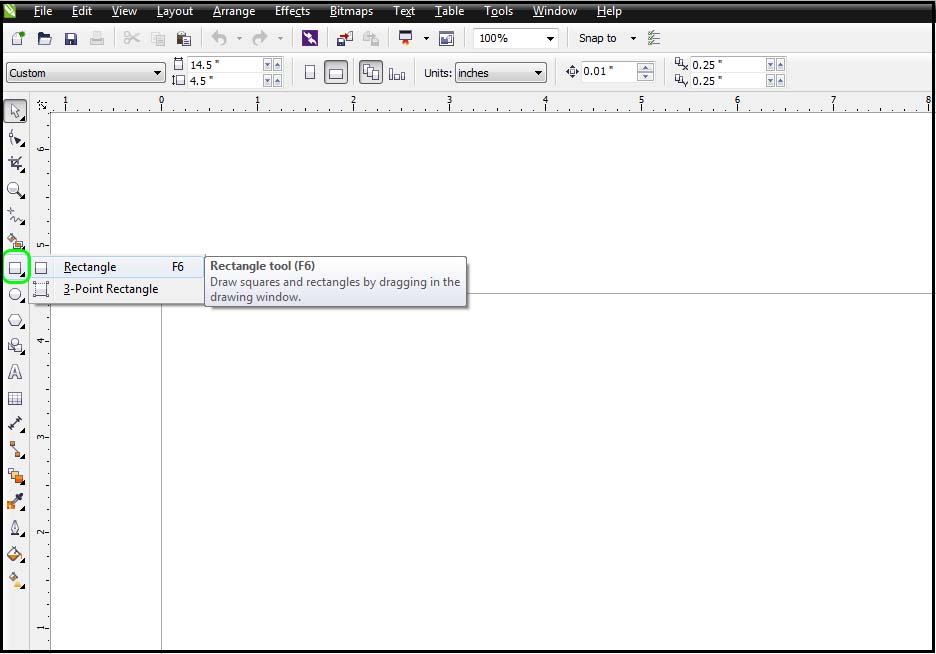 File Edit View Layout Arrange Effects Bitmaps Text Table Tools Window Help
100% Snap to
Custom 14.5 " 4.5 " Units: inches 0.01 " 0.25 " 0.25 "
1 0 1 2 3 4 5 6 7 8
6
5
Rectangle F6
3-Point Rectangle
Rectangle tool (F6)
Draw squares and rectangles by dragging in the
drawing window.
4
3
2
1